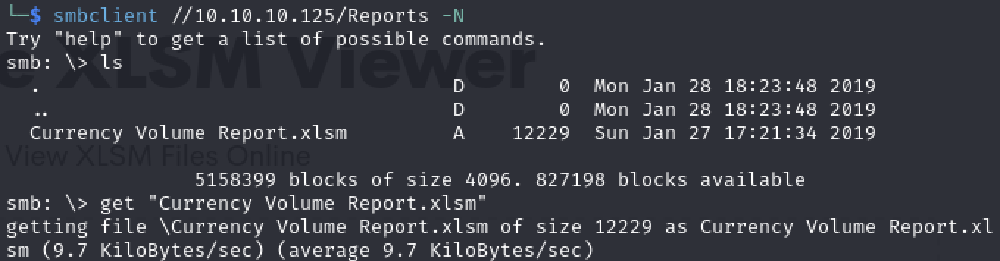 └─$ smbclient //10.10.10.125/Reports -N
Try "help" to get a list of possible commands.
smb: \> ls
  .                                   D        0  Mon Jan 28 18:23:48 2019
  ..                                  D        0  Mon Jan 28 18:23:48 2019
  Currency Volume Report.xlsm         A    12229  Sun Jan 27 17:21:34 2019
e XLSM Viewer
View XLSM Files Online
                5158399 blocks of size 4096. 827198 blocks available
smb: \> get "Currency Volume Report.xlsm"
getting file \Currency Volume Report.xlsm of size 12229 as Currency Volume Report.xl
sm (9.7 KiloBytes/sec) (average 9.7 KiloBytes/sec)